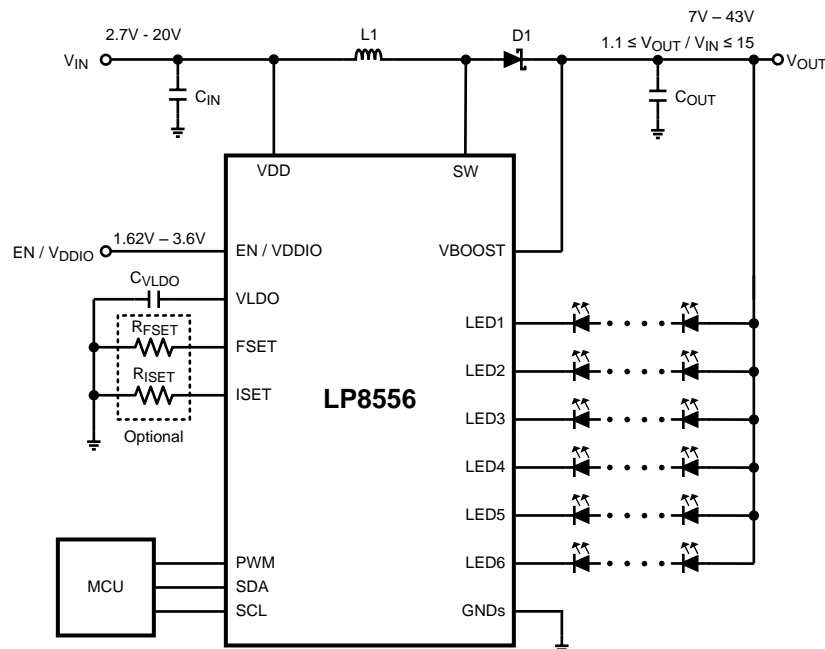 7V – 43V
2.7V - 20V
L1
D1
1.1 ≤ VOUT / VIN ≤ 15
VIN
VOUT
CIN
COUT
VDD
SW
1.62V – 3.6V
EN / VDDIO
EN / VDDIO
VBOOST
CVLDO
VLDO
RFSET
FSET
RISET
ISET
Optional
LP8556
LED1
LED2
LED3
LED4
LED5
LED6
GNDs
MCU
PWM
SDA
SCL